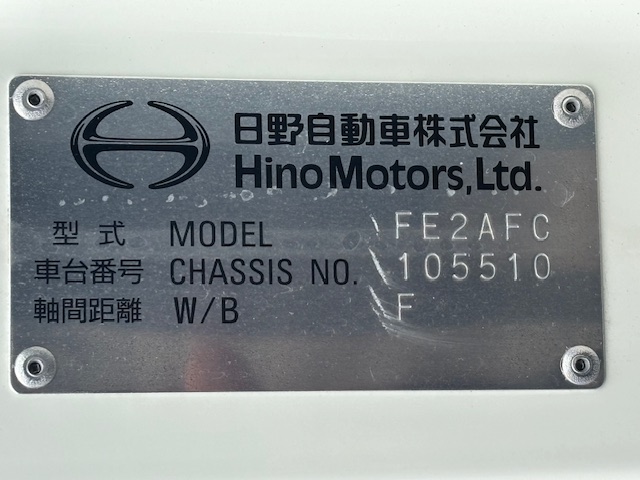 日野自動車株式会社
Hino Motors, Ltd.
型式 MODEL FE2AFC
車台番号 CHASSIS NO. 105510
軸間距離 W/B F